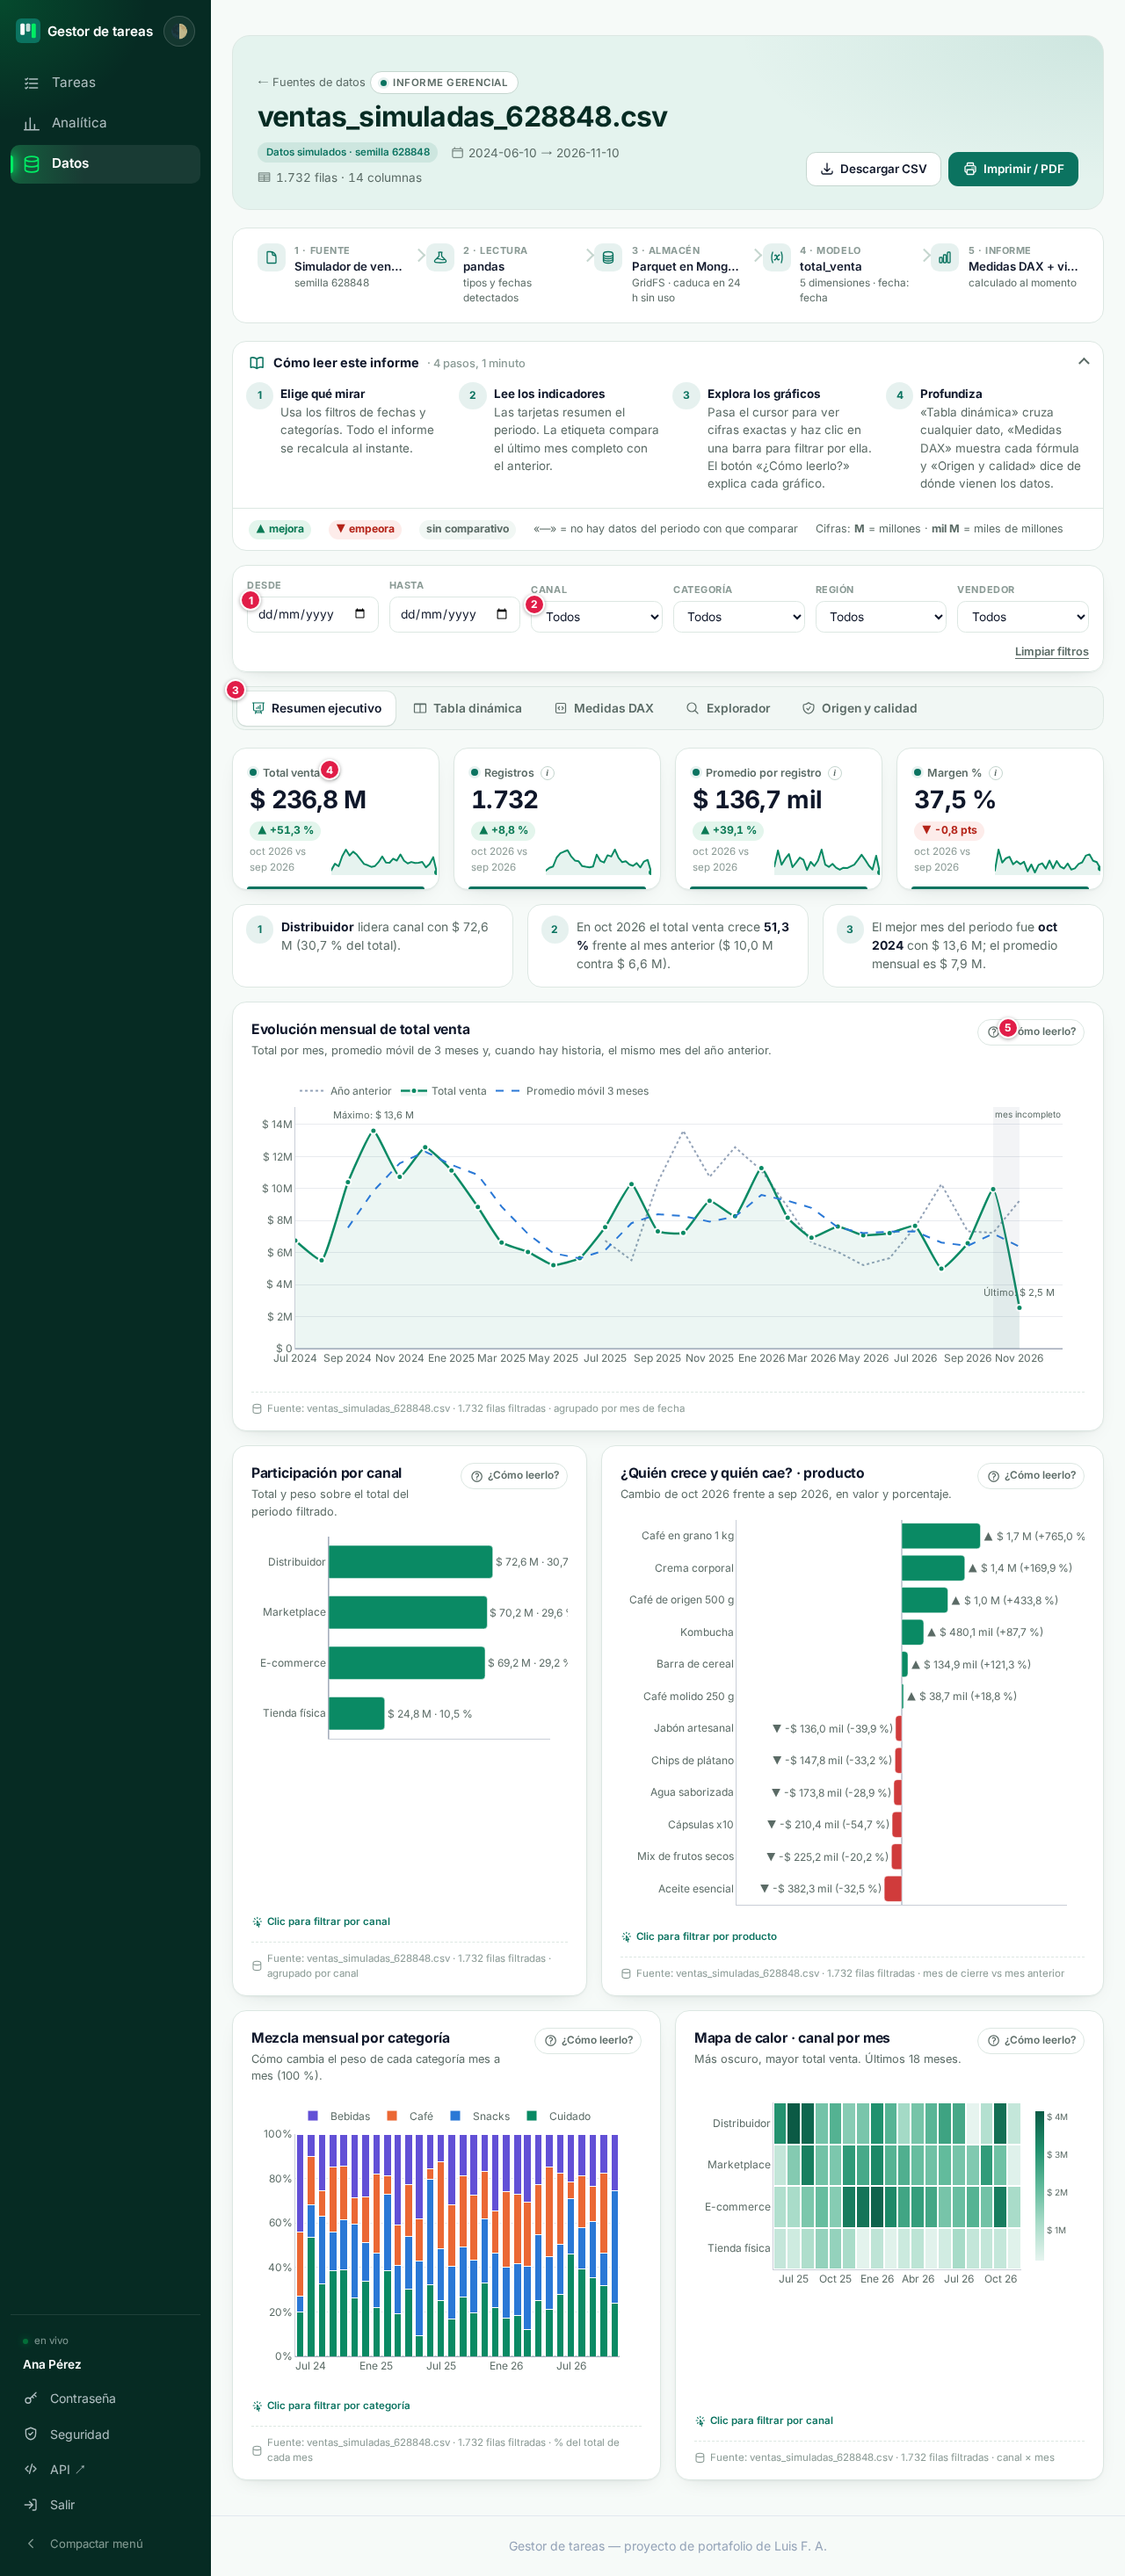 Gestor de tareas
Tareas
Analítica
Datos
← Fuentes de datos
INFORME GERENCIAL
ventas_simuladas_628848.csv
Datos simulados · semilla 628848
2024-06-10 → 2026-11-10
1.732 filas · 14 columnas
Descargar CSV
Imprimir / PDF
1 · FUENTE
Simulador de ven...
semilla 628848
2 · LECTURA
pandas
tipos y fechas
detectados
3 · ALMACÉN
Parquet en Mong...
GridFS · caduca en 24
h sin uso
4 · MODELO
total_venta
5 dimensiones · fecha:
fecha
5 · INFORME
Medidas DAX + vi...
calculado al momento
Cómo leer este informe · 4 pasos, 1 minuto
1
Elige qué mirar
Usa los filtros de fechas y
categorías. Todo el informe
se recalcula al instante.
2
Lee los indicadores
Las tarjetas resumen el
periodo. La etiqueta compara
el último mes completo con
el anterior.
3
Explora los gráficos
Pasa el cursor para ver
cifras exactas y haz clic en
una barra para filtrar por ella.
El botón «¿Cómo leerlo?»
explica cada gráfico.
4
Profundiza
«Tabla dinámica» cruza
cualquier dato, «Medidas
DAX» muestra cada fórmula
y «Origen y calidad» dice de
dónde vienen los datos.
▲ mejora
▼ empeora
sin comparativo
«—» = no hay datos del periodo con que comparar
Cifras: M = millones · mil M = miles de millones
DESDE
HASTA
CANAL
CATEGORÍA
REGIÓN
VENDEDOR
1
dd/mm/yyyy
dd/mm/yyyy
2
Todos
Todos
Todos
Todos
Limpiar filtros
3
Resumen ejecutivo
Tabla dinámica
Medidas DAX
Explorador
Origen y calidad
Total venta
4
$ 236,8 M
▲ +51,3 %
oct 2026 vs
sep 2026
Registros
i
1.732
▲ +8,8 %
oct 2026 vs
sep 2026
Promedio por registro
i
$ 136,7 mil
▲ +39,1 %
oct 2026 vs
sep 2026
Margen %
i
37,5 %
▼ -0,8 pts
oct 2026 vs
sep 2026
1
Distribuidor lidera canal con $ 72,6
M (30,7 % del total).
2
En oct 2026 el total venta crece 51,3
% frente al mes anterior ($ 10,0 M
contra $ 6,6 M).
3
El mejor mes del periodo fue oct
2024 con $ 13,6 M; el promedio
mensual es $ 7,9 M.
Evolución mensual de total venta
5
ómo leerlo?
Total por mes, promedio móvil de 3 meses y, cuando hay historia, el mismo mes del año anterior.
Año anterior
Total venta
Promedio móvil 3 meses
Máximo: $ 13,6 M
mes incompleto
$ 14M
$ 12M
$ 10M
$ 8M
$ 6M
$ 4M
$ 2M
$ 0
Último: $ 2,5 M
Jul 2024 Sep 2024 Nov 2024 Ene 2025 Mar 2025 May 2025 Jul 2025 Sep 2025 Nov 2025 Ene 2026 Mar 2026 May 2026 Jul 2026 Sep 2026 Nov 2026
Fuente: ventas_simuladas_628848.csv · 1.732 filas filtradas · agrupado por mes de fecha
Participación por canal
¿Cómo leerlo?
Total y peso sobre el total del
periodo filtrado.
Distribuidor
$ 72,6 M · 30,7
Marketplace
$ 70,2 M · 29,6
E-commerce
$ 69,2 M · 29,2 %
Tienda física
$ 24,8 M · 10,5 %
Clic para filtrar por canal
Fuente: ventas_simuladas_628848.csv · 1.732 filas filtradas ·
agrupado por canal
¿Quién crece y quién cae? · producto
¿Cómo leerlo?
Cambio de oct 2026 frente a sep 2026, en valor y porcentaje.
Café en grano 1 kg
▲ $ 1,7 M (+765,0 %
Crema corporal
▲ $ 1,4 M (+169,9 %)
Café de origen 500 g
▲ $ 1,0 M (+433,8 %)
Kombucha
▲ $ 480,1 mil (+87,7 %)
Barra de cereal
▲ $ 134,9 mil (+121,3 %)
Café molido 250 g
▲ $ 38,7 mil (+18,8 %)
Jabón artesanal
▼ -$ 136,0 mil (-39,9 %)
Chips de plátano
▼ -$ 147,8 mil (-33,2 %)
Agua saborizada
▼ -$ 173,8 mil (-28,9 %)
Cápsulas x10
▼ -$ 210,4 mil (-54,7 %)
Mix de frutos secos
▼ -$ 225,2 mil (-20,2 %)
Aceite esencial
▼ -$ 382,3 mil (-32,5 %)
Clic para filtrar por producto
Fuente: ventas_simuladas_628848.csv · 1.732 filas filtradas · mes de cierre vs mes anterior
Mezcla mensual por categoría
¿Cómo leerlo?
Cómo cambia el peso de cada categoría mes a
mes (100 %).
Bebidas
Café
Snacks
Cuidado
100%
80%
60%
40%
20%
0%
Jul 24
Ene 25
Jul 25
Ene 26
Jul 26
Clic para filtrar por categoría
Fuente: ventas_simuladas_628848.csv · 1.732 filas filtradas · % del total de
cada mes
Mapa de calor · canal por mes
¿Cómo leerlo?
Más oscuro, mayor total venta. Últimos 18 meses.
Distribuidor
Marketplace
E-commerce
Tienda física
$ 4M
$ 3M
$ 2M
$ 1M
Jul 25
Oct 25
Ene 26
Abr 26
Jul 26
Oct 26
Clic para filtrar por canal
Fuente: ventas_simuladas_628848.csv · 1.732 filas filtradas · canal × mes
en vivo
Ana Pérez
Contraseña
Seguridad
API ↗
Salir
Compactar menú
Gestor de tareas — proyecto de portafolio de Luis F. A.